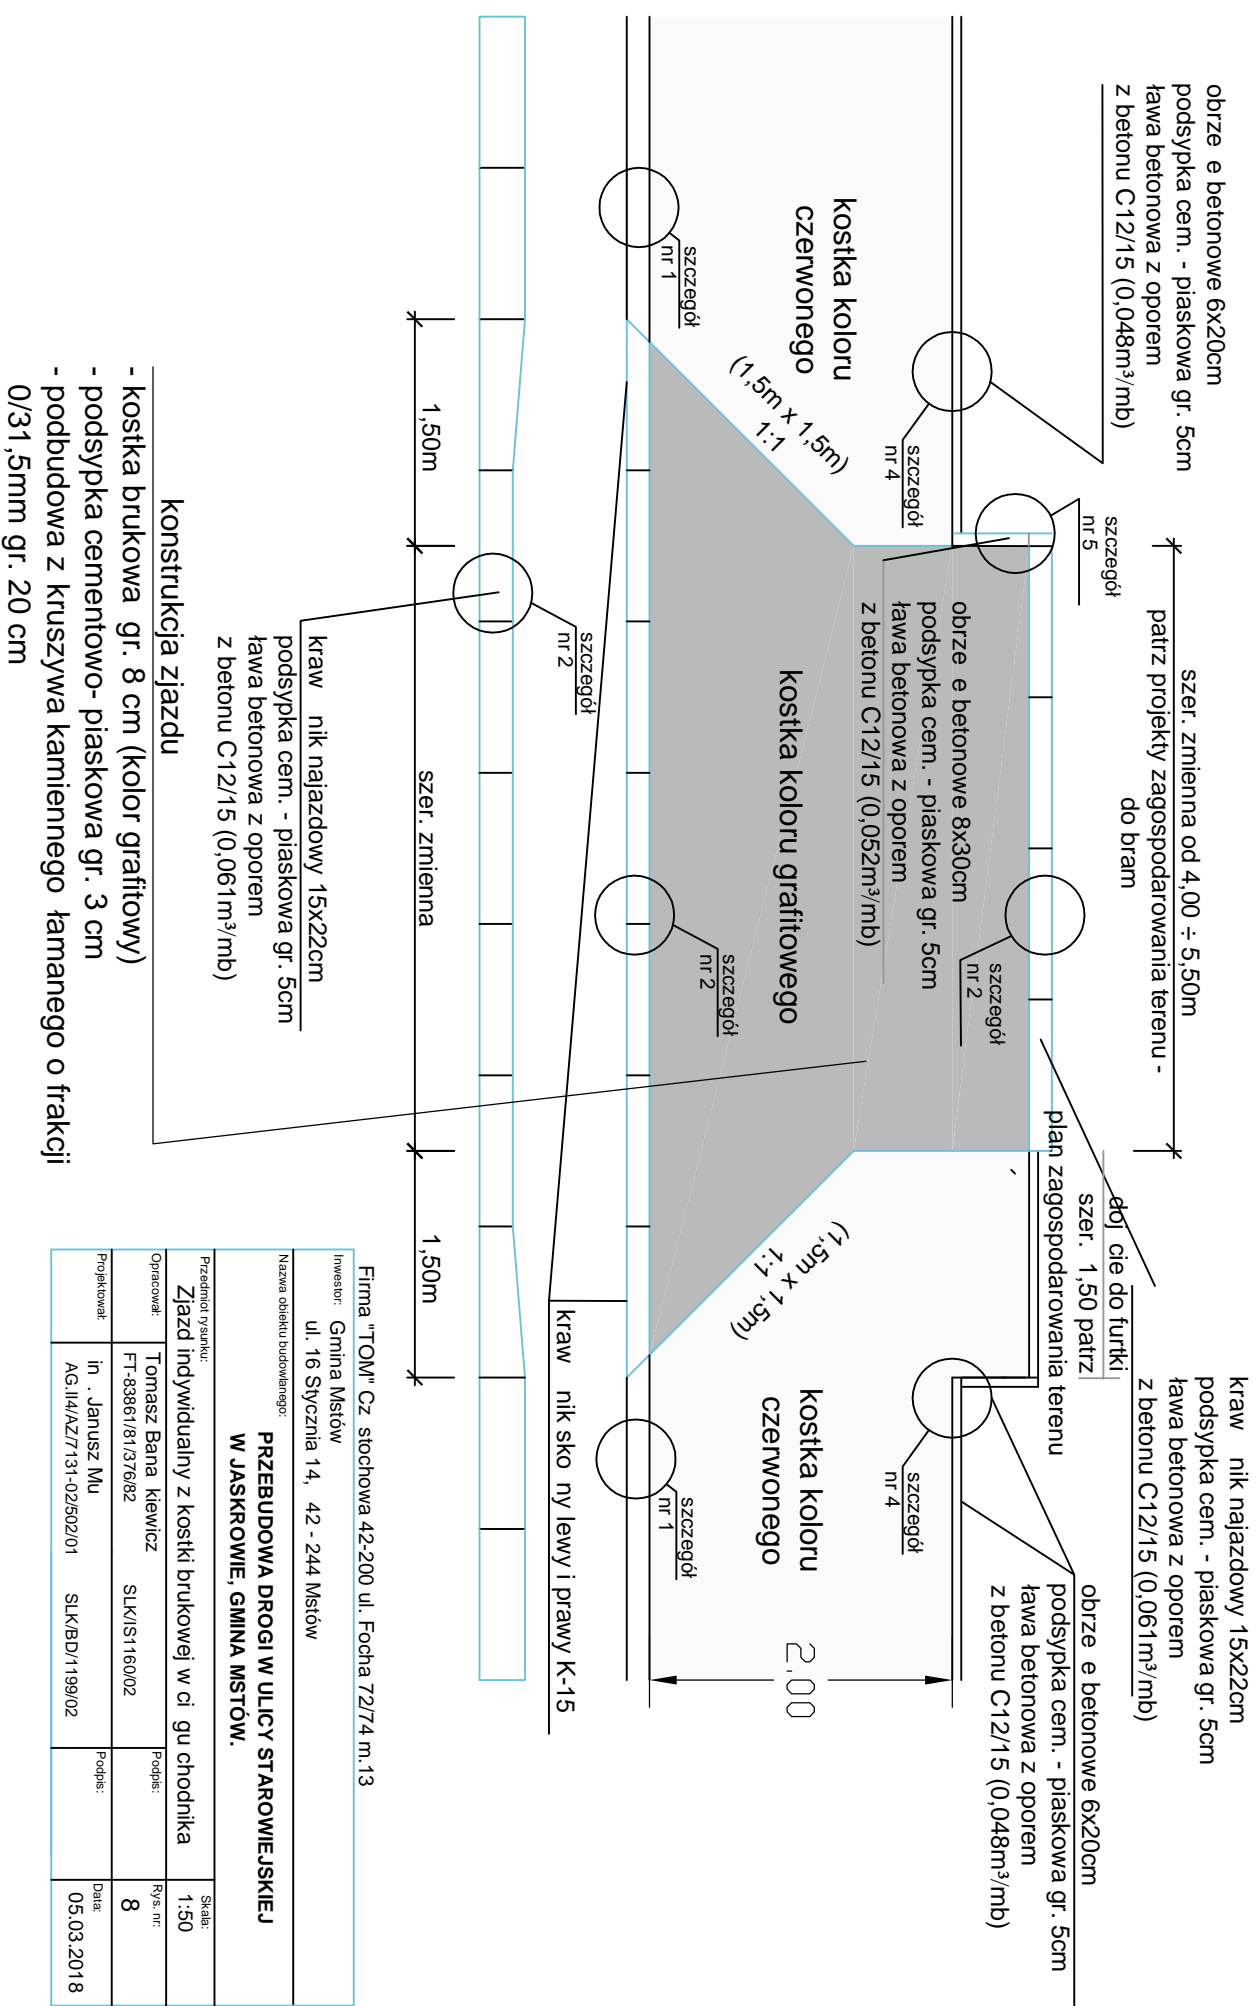 obrze e betonowe 6x20cm
podsypka cem. - piaskowa gr. 5cm
ława betonowa z oporem
z betonu C12/15 (0,048m³/mb)
szczegół
nr 5
szer. zmienna od 4,00 ÷ 5,50m
patrz projekty zagospodarowania terenu -
do bram
kraw nik najazdowy 15x22cm
podsypka cem. - piaskowa gr. 5cm
ława betonowa z oporem
z betonu C12/15 (0,061m³/mb)
doj cie do furtki
szer. 1,50 patrz
plan zagospodarowania terenu
obrze e betonowe 6x20cm
podsypka cem. - piaskowa gr. 5cm
ława betonowa z oporem
z betonu C12/15 (0,048m³/mb)
szczegół
nr 4
szczegół
nr 2
szczegół
nr 4
obrze e betonowe 8x30cm
podsypka cem. - piaskowa gr. 5cm
ława betonowa z oporem
z betonu C12/15 (0,052m³/mb)
kostka koloru
czerwonego
(1,5m x 1,5m)
1:1
kostka koloru grafitowego
(1,5m x 1,5m)
1:1
kostka koloru
czerwonego
2.00
szczegół
nr 1
szczegół
nr 2
szczegół
nr 1
szczegół
nr 2
kraw nik sko ny lewy i prawy K-15
1,50m
szer. zmienna
1,50m
kraw nik najazdowy 15x22cm
podsypka cem. - piaskowa gr. 5cm
ława betonowa z oporem
z betonu C12/15 (0,061m³/mb)
konstrukcja zjazdu
- kostka brukowa gr. 8 cm (kolor grafitowy)
- podsypka cementowo- piaskowa gr. 3 cm
- podbudowa z kruszywa kamiennego łamanego o frakcji
0/31,5mm gr. 20 cm
Firma "TOM" Cz stochowa 42-200 ul. Focha 72/74 m.13
Inwestor: Gmina Mstów
ul. 16 Stycznia 14, 42 - 244 Mstów
Nazwa obiektu budowlanego:
PRZEBUDOWA DROGI W ULICY STAROWIEJSKIEJ
W JASKROWIE, GMINA MSTÓW.
Przedmiot rysunku:
Zjazd indywidualny z kostki brukowej w ci gu chodnika
Skala:
1:50
Opracował:
Tomasz Bana kiewicz
FT-83861/81/376/82 SLK/IS1160/02
Podpis:
Rys. nr:
8
Projektował:
in . Janusz Mu
AG.II4/AZ/7131-02/502/01 SLK/BD/1199/02
Podpis:
Data:
05.03.2018